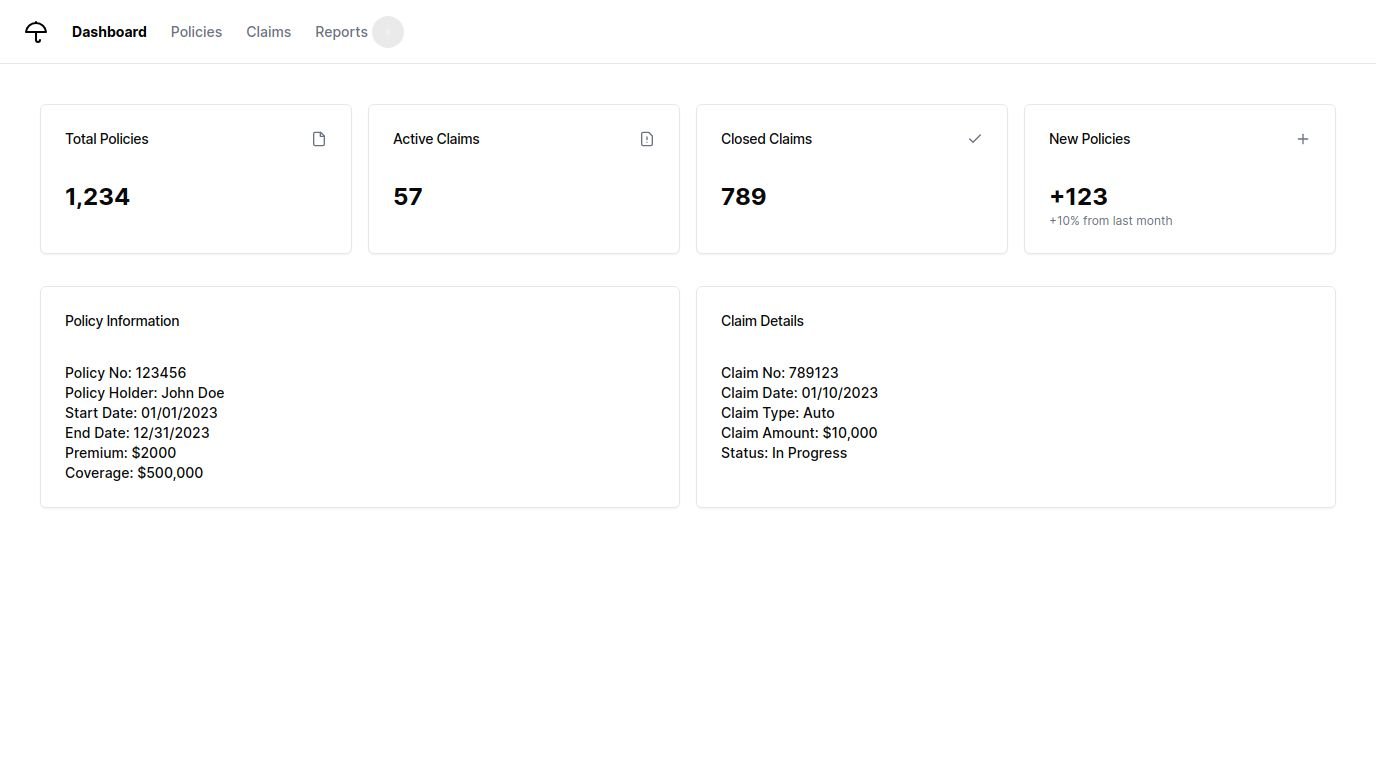 Dashboard Policies Claims Reports
Total Policies
1,234
Active Claims
57
Closed Claims
789
New Policies
+123
+10% from last month
Policy Information
Policy No: 123456
Policy Holder: John Doe
Start Date: 01/01/2023
End Date: 12/31/2023
Premium: $2000
Coverage: $500,000
Claim Details
Claim No: 789123
Claim Date: 01/10/2023
Claim Type: Auto
Claim Amount: $10,000
Status: In Progress